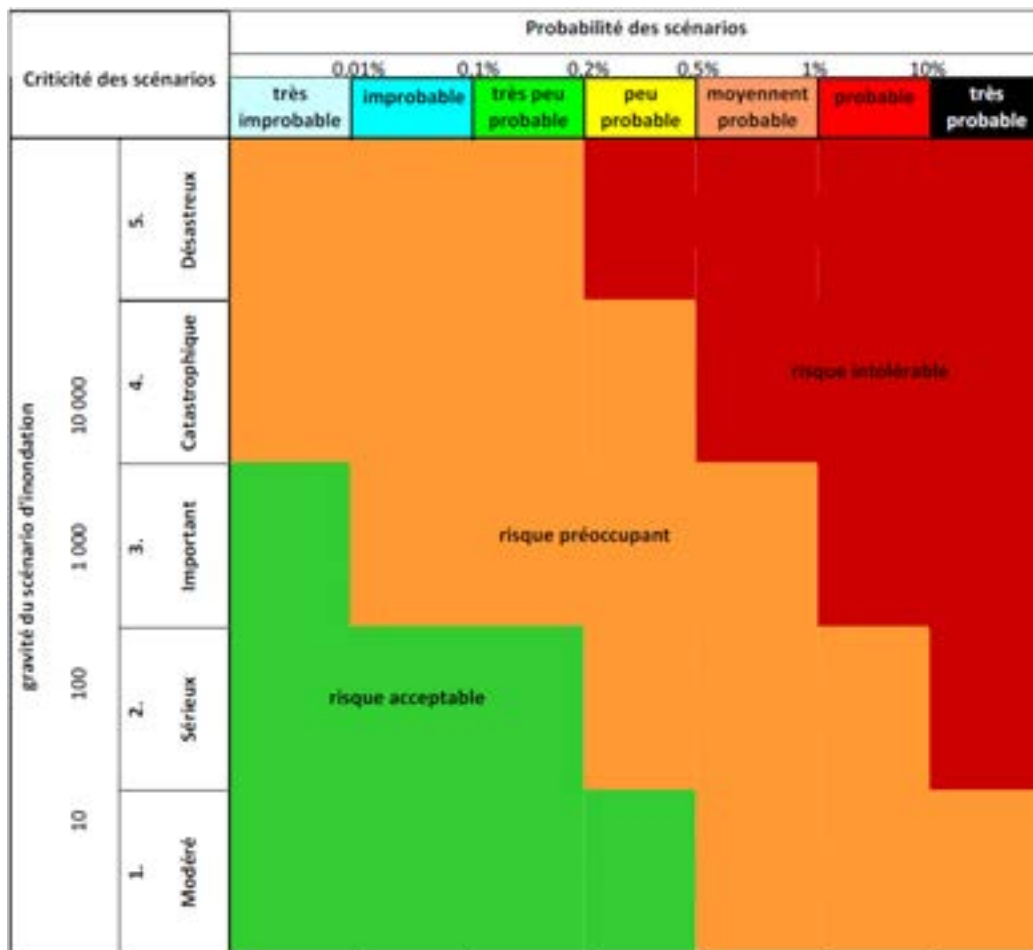 Criticité des scénarios
Probabilité des scénarios
0.01% 0.1% 0.2% 0.5% 1% 10%
très improbable
improbable
très peu probable
peu probable
moyennent probable
probable
très probable
gravité du scénario d'inondation
5. Désastreux
10 000
4. Catastrophique
risque intolérable
1 000
3. Important
risque préoccupant
100
2. Sérieux
risque acceptable
10
1. Modéré